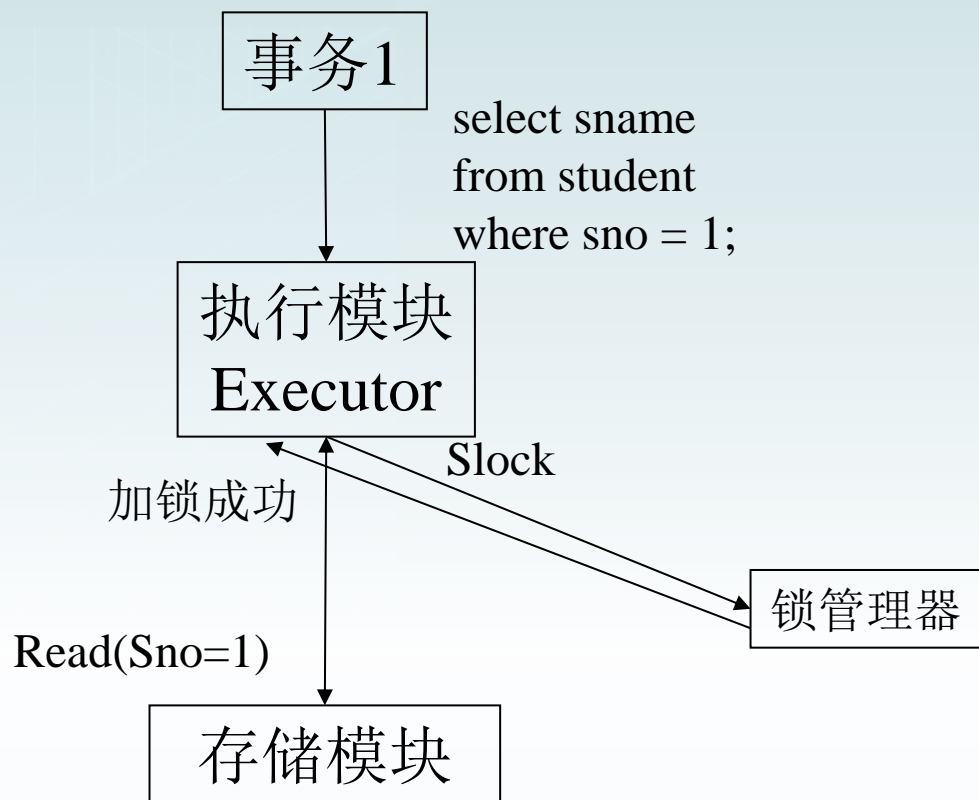 事务1
select sname
from student
where sno = 1;
执行模块
Executor
Slock
加锁成功
锁管理器
Read(Sno=1)
存储模块